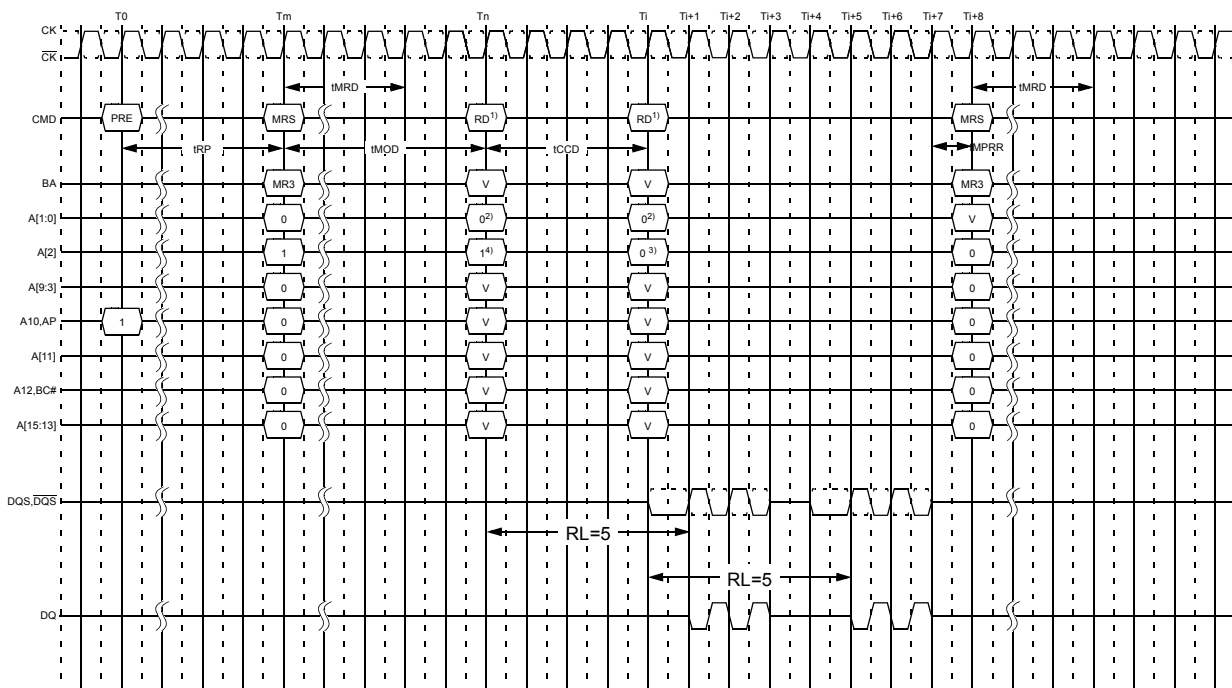 T0 Tm Tn Ti Ti+1 Ti+2 Ti+3 Ti+4 Ti+5 Ti+6 Ti+7 Ti+8
CK
CK
tMRD tMRD
CMD PRE MRS RD1) RD1) MRS
tRP tMOD tCCD tMPRR
BA MR3 V V MR3
A[1:0] 0 02) 02) V
A[2] 1 14) 0 3) 0
A[9:3] 0 V V 0
A10,AP 1 0 V V 0
A[11] 0 V V 0
A12,BC# 0 V V 0
A[15:13] 0 V V 0
DQS,DQS
RL=5
RL=5
DQ